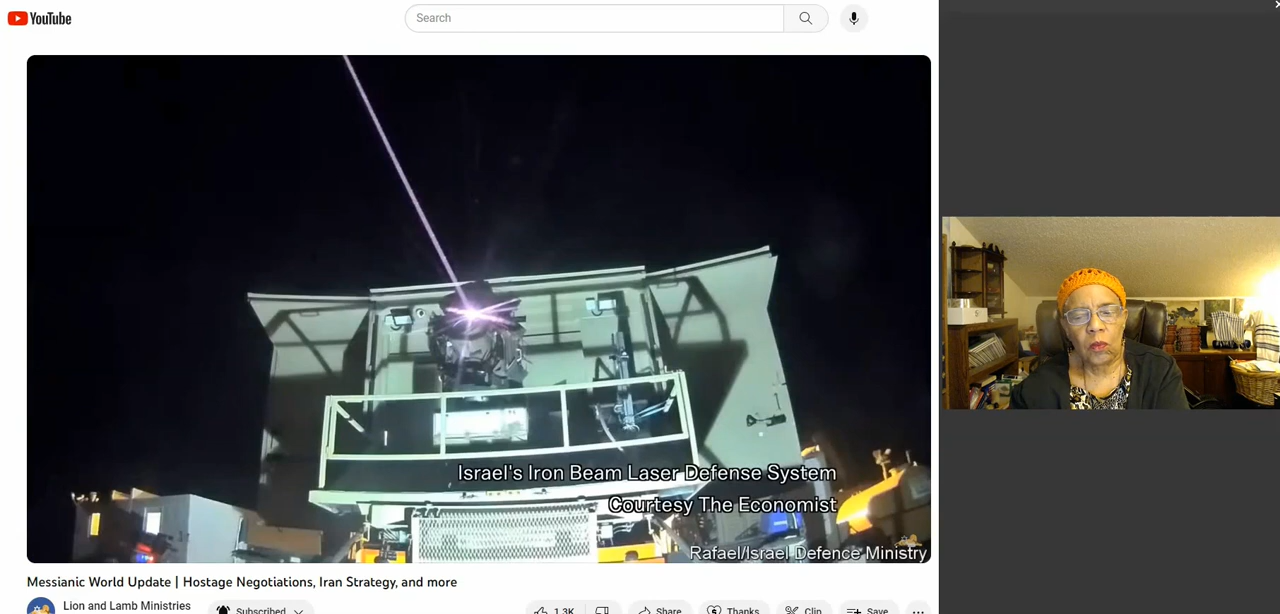 YouTube
Search
Israel's Iron Beam Laser Defense System
Courtesy The Economist
Rafael/Israel Defence Ministry
Messianic World Update | Hostage Negotiations, Iran Strategy, and more
Lion and Lamb Ministries
Subscribed
1.3K
Share
Thanks
Clip
Save